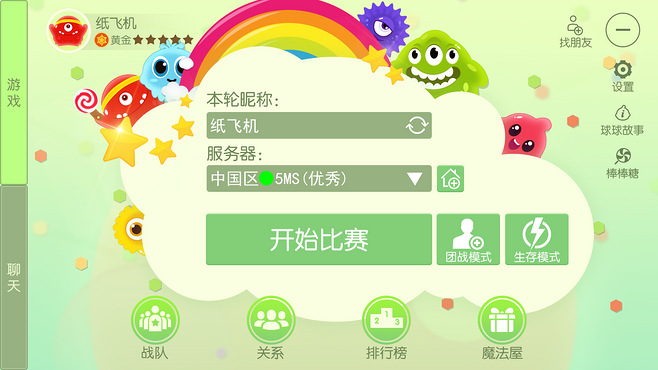 纸飞机
黄金
找朋友
游戏
设置
本轮昵称:
纸飞机
球球故事
服务器:
中国区 5MS(优秀)
棒棒糖
开始比赛
团战模式
生存模式
聊天
1
2
3
战队
关系
排行榜
魔法屋